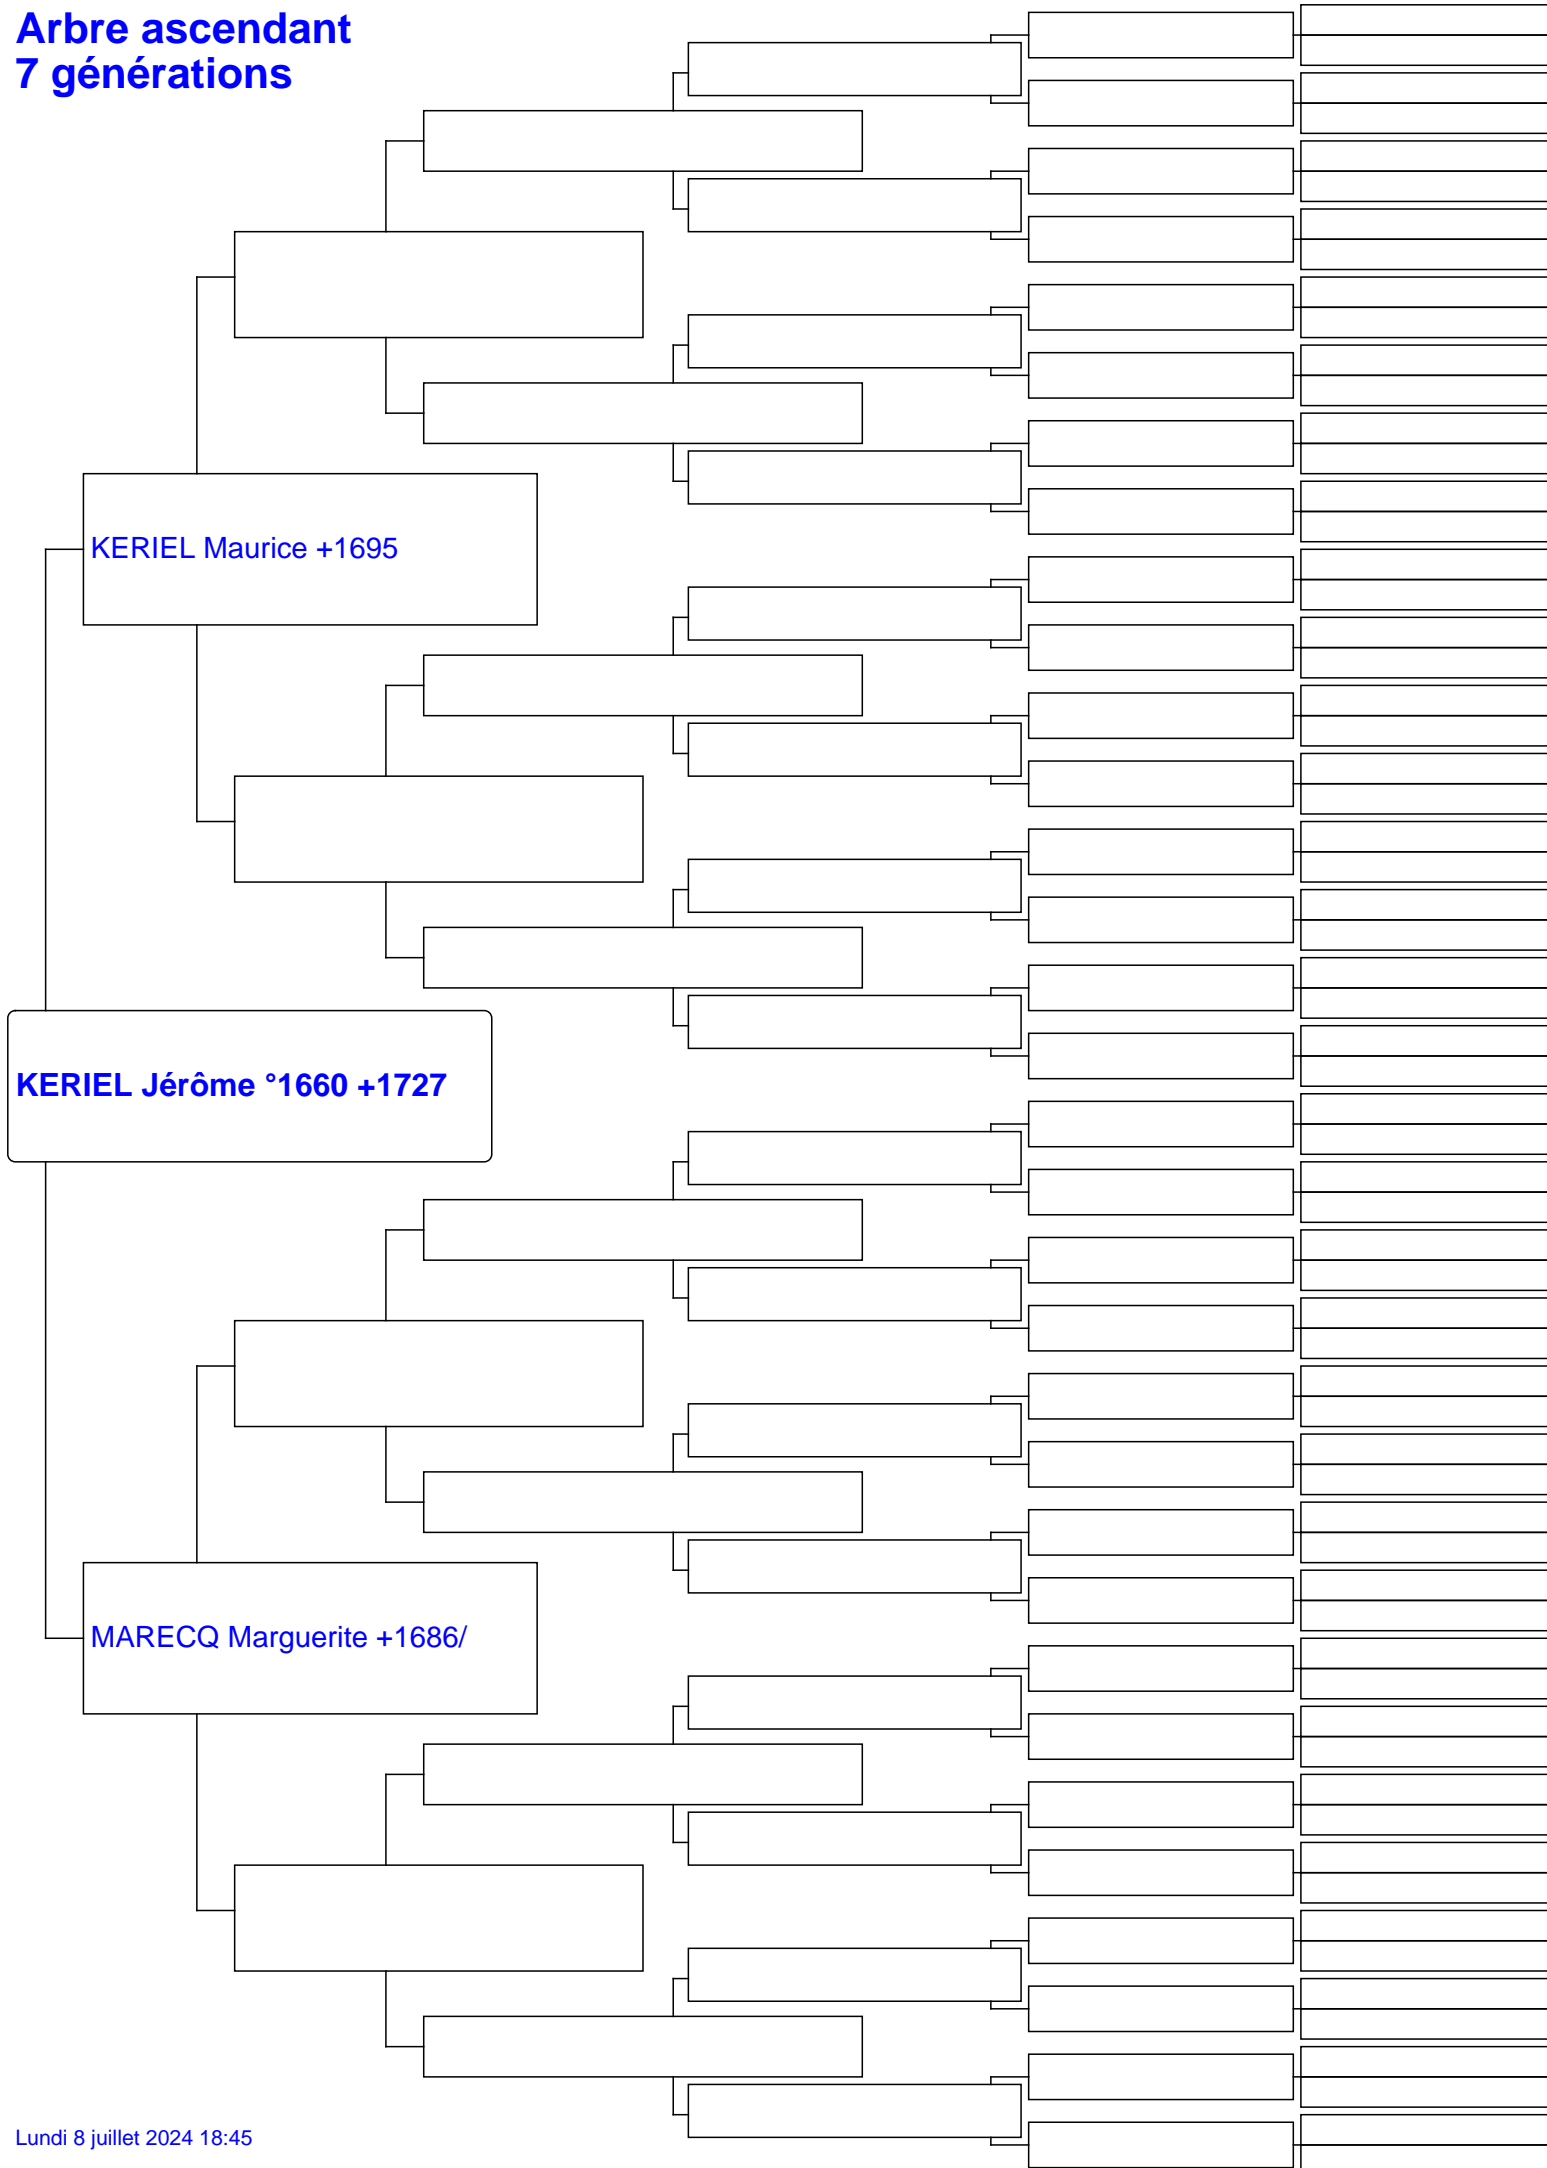 Arbre ascendant
7 générations
KERIEL Maurice +1695
KERIEL Jérôme °1660 +1727
MARECQ Marguerite +1686/
Lundi 8 juillet 2024 18:45